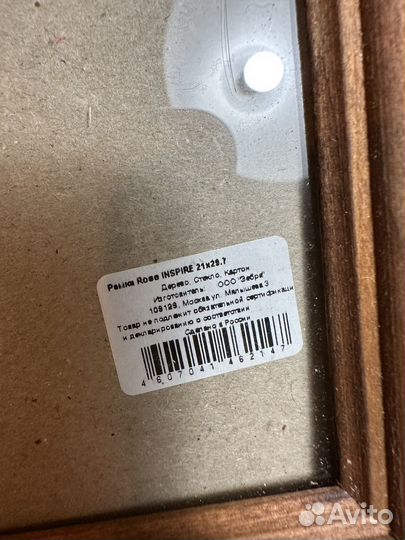 Рамка Rose INSPIRE 21x29.7
Дерево, Стекло, Картон
Изготовитель: ООО "Зебра"
109129, Москва ул. Малышева 3
Товар не подлежит обязательной сертификации
и декларированию о соответствии
Сделано в России
4 607041 462147
Avito